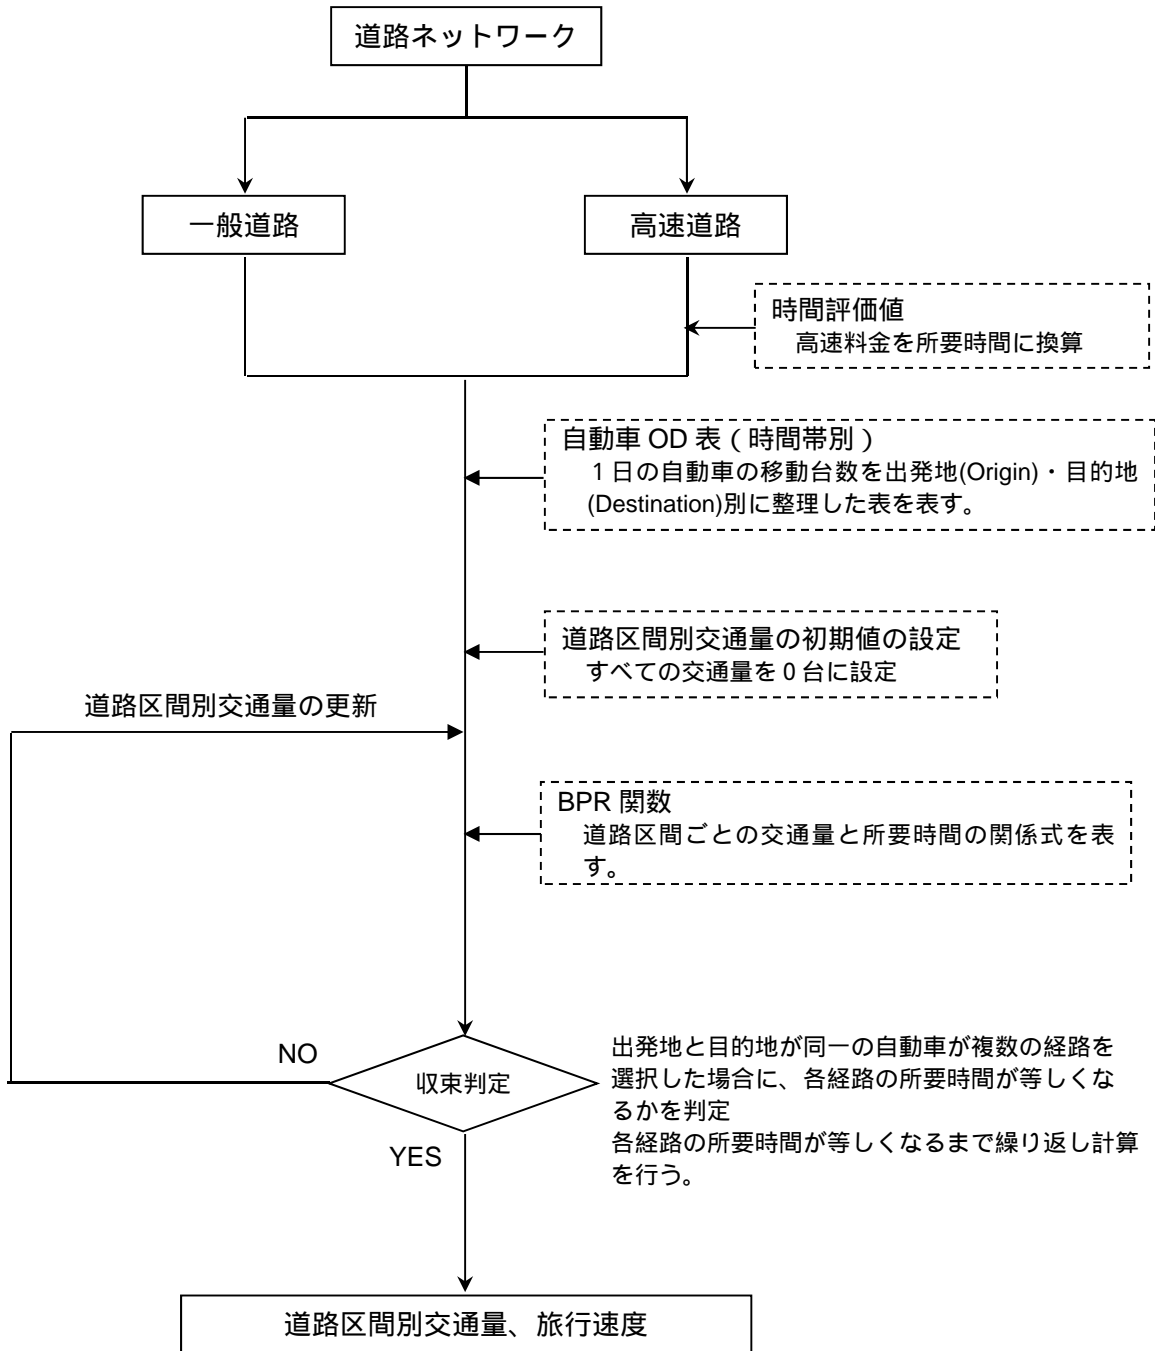 道路ネットワーク
一般道路
高速道路
時間評価値
高速料金を所要時間に換算
自動車 OD 表（時間帯別）
１日の自動車の移動台数を出発地(Origin)・目的地
(Destination)別に整理した表を表す。
道路区間別交通量の初期値の設定
すべての交通量を０台に設定
道路区間別交通量の更新
BPR 関数
道路区間ごとの交通量と所要時間の関係式を表
す。
NO
収束判定
出発地と目的地が同一の自動車が複数の経路を
選択した場合に、各経路の所要時間が等しくな
るかを判定
各経路の所要時間が等しくなるまで繰り返し計算
を行う。
YES
道路区間別交通量、旅行速度